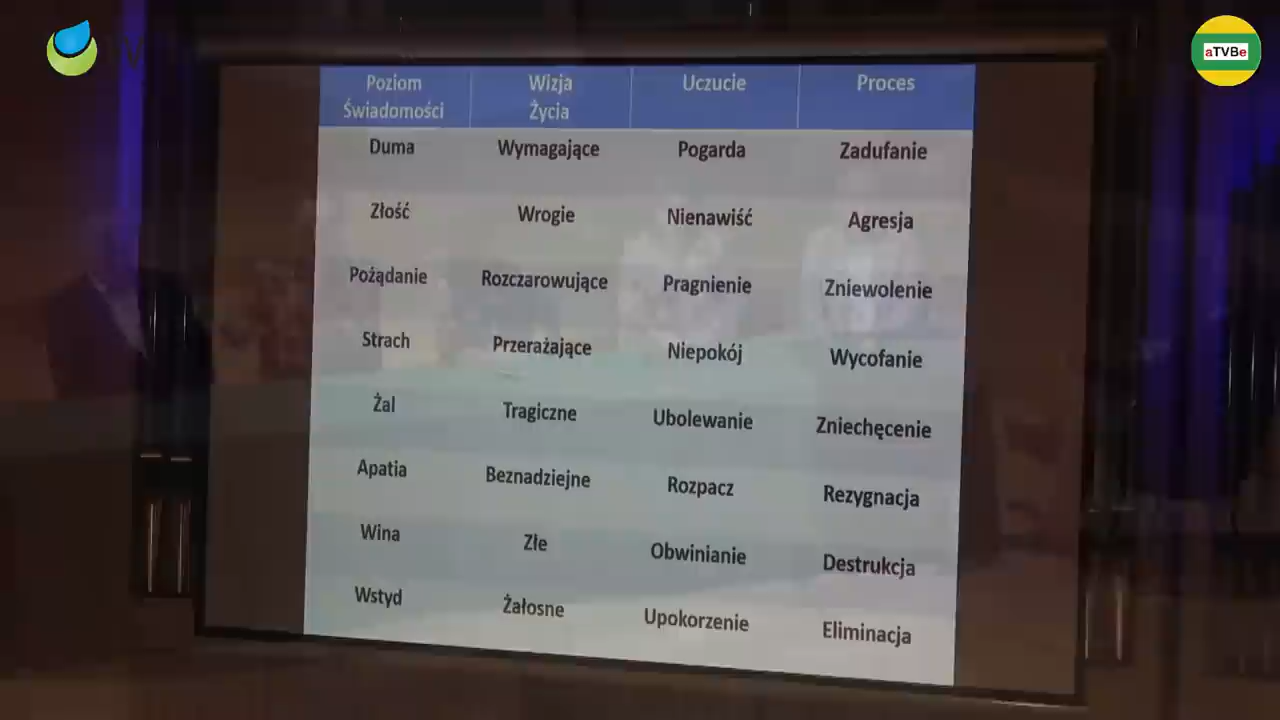 aTVBe
Poziom Świadomości Wizja Życia Uczucie Proces
Duma Wymagające Pogarda Zadufanie
Złość Wrogie Nienawiść Agresja
Pożądanie Rozczarowujące Pragnienie Zniewolenie
Strach Przerażające Niepokój Wycofanie
Żal Tragiczne Ubolewanie Zniechęcenie
Apatia Beznadziejne Rozpacz Rezygnacja
Wina Złe Obwinianie Destrukcja
Wstyd Żałosne Upokorzenie Eliminacja